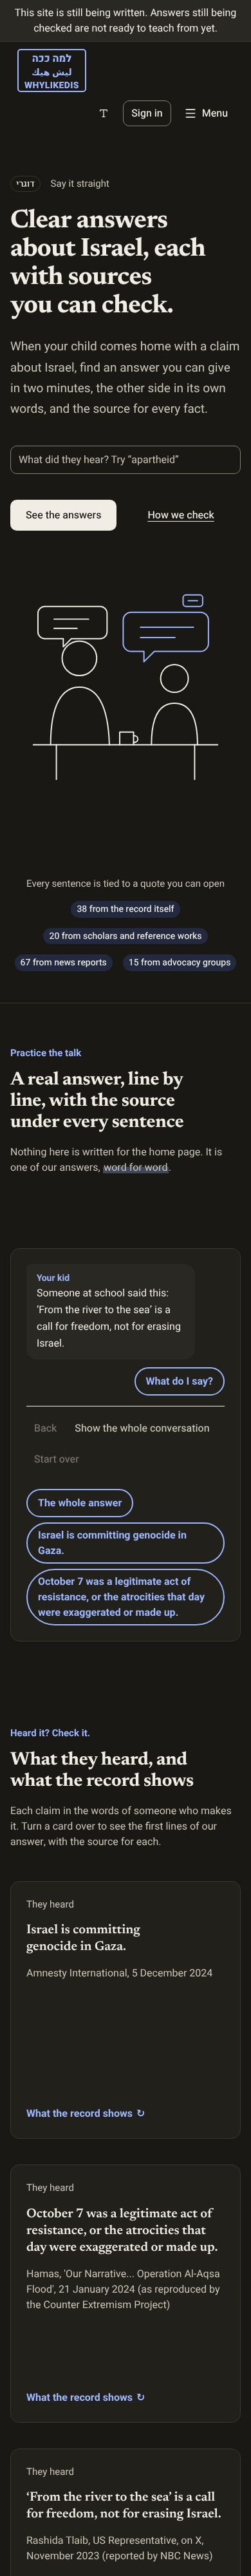 This site is still being written. Answers still being
checked are not ready to teach from yet.
למה ככה
ليش هيك
WHYLIKEDIS
Sign in
Menu
דוגרי
Say it straight
Clear answers
about Israel, each
with sources
you can check.
When your child comes home with a claim
about Israel, find an answer you can give
in two minutes, the other side in its own
words, and the source for every fact.
What did they hear? Try “apartheid”
See the answers
How we check
Every sentence is tied to a quote you can open
38 from the record itself
20 from scholars and reference works
67 from news reports
15 from advocacy groups
Practice the talk
A real answer, line by
line, with the source
under every sentence
Nothing here is written for the home page. It is
one of our answers, word for word.
Your kid
Someone at school said this:
‘From the river to the sea’ is a
call for freedom, not for erasing
Israel.
What do I say?
Back
Show the whole conversation
Start over
The whole answer
Israel is committing genocide in
Gaza.
October 7 was a legitimate act of
resistance, or the atrocities that day
were exaggerated or made up.
Heard it? Check it.
What they heard, and
what the record shows
Each claim in the words of someone who makes
it. Turn a card over to see the first lines of our
answer, with the source for each.
They heard
Israel is committing
genocide in Gaza.
Amnesty International, 5 December 2024
What the record shows ↻
They heard
October 7 was a legitimate act of
resistance, or the atrocities that
day were exaggerated or made up.
Hamas, 'Our Narrative... Operation Al-Aqsa
Flood', 21 January 2024 (as reproduced by
the Counter Extremism Project)
What the record shows ↻
They heard
‘From the river to the sea’ is a call
for freedom, not for erasing Israel.
Rashida Tlaib, US Representative, on X,
November 2023 (reported by NBC News)